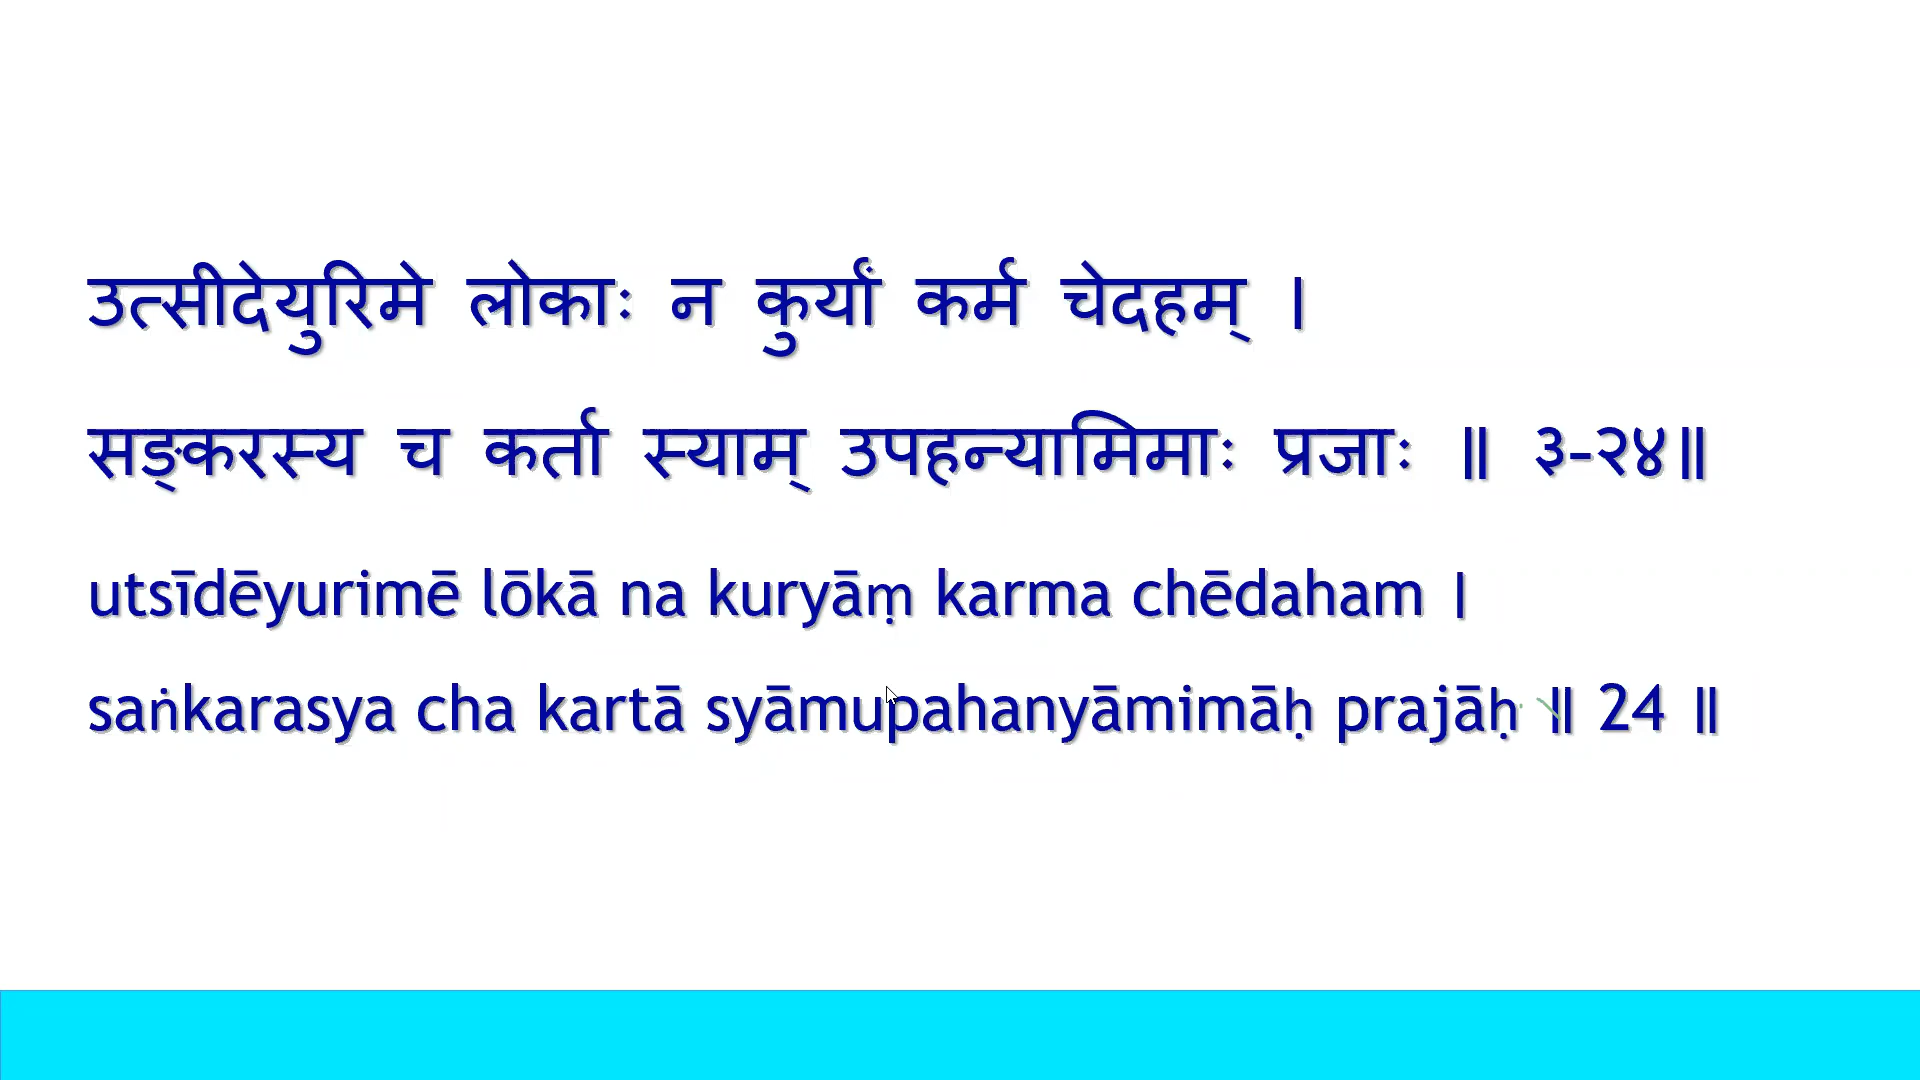 उत्सीदेयुरिमे लोकाः न कुर्यां कर्म चेदहम् ।
सङ्करस्य च कर्ता स्याम् उपहन्यामिमाः प्रजाः ॥ ३-२४॥
utsīdēyurimē lōkā na kuryāṃ karma chēdaham ।
saṅkarasya cha kartā syāmupahanyāmimāḥ prajāḥ ॥ 24 ॥